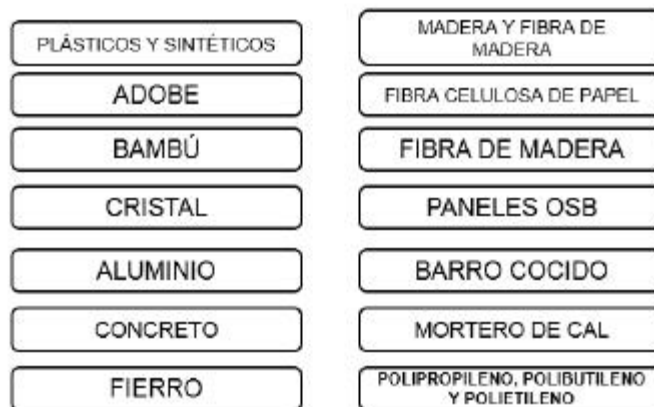 PLÁSTICOS Y SINTÉTICOS
ADOBE
BAMBÚ
CRISTAL
ALUMINIO
CONCRETO
FIERRO
MADERA Y FIBRA DE
MADERA
FIBRA CELULOSA DE PAPEL
FIBRA DE MADERA
PANELES OSB
BARRO COCIDO
MORTERO DE CAL
POLIPROPILENO, POLIBUTILENO
Y POLIETILENO